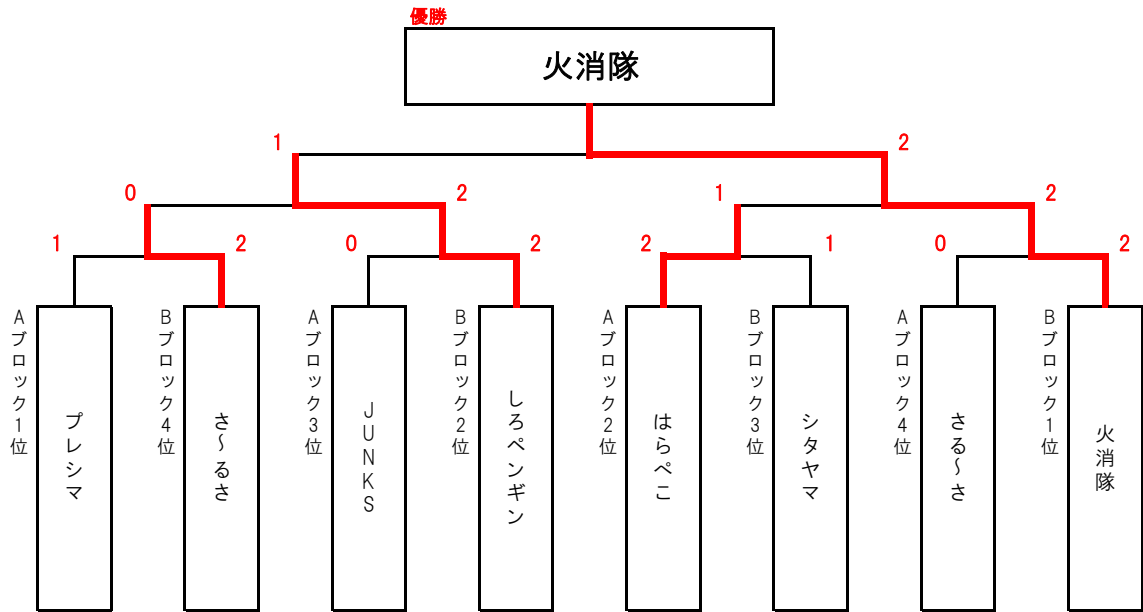 優勝
火消隊
1
2
0
2
1
2
1
2
0
2
2
1
0
2
Aブロック1位
プレシマ
Bブロック4位
さ～るさ
Aブロック3位
JUNKS
Bブロック2位
しろペンギン
Aブロック2位
はらぺこ
Bブロック3位
シタヤマ
Aブロック4位
さる～さ
Bブロック1位
火消隊